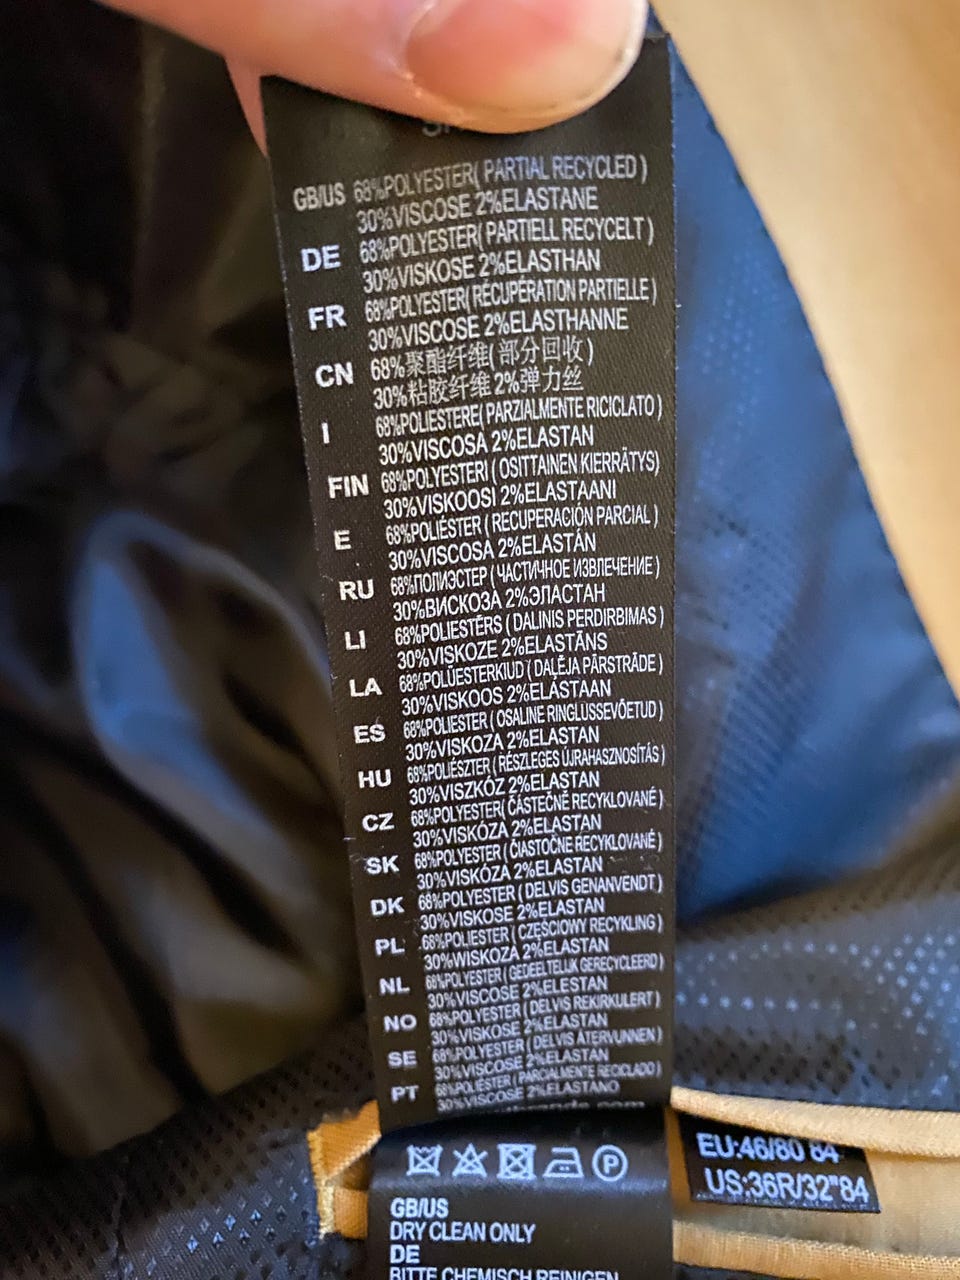 GB/US 68%POLYESTER( PARTIAL RECYCLED)
30%VISCOSE 2%ELASTANE
DE 68%POLYESTER( PARTIELL RECYCELT)
30%VISKOSE 2%ELASTHAN
FR 68%POLYESTER( RÉCUPÉRATION PARTIELLE)
30%VISCOSE 2%ELASTHANNE
CN 68%聚酯纤维( 部分回收)
30%粘胶纤维 2%弹力丝
I 68%POLIESTERE( PARZIALMENTE RICICLATO)
30%VISCOSA 2%ELASTAN
FIN 68%POLYESTERI ( OSITTAINEN KIERRÄTYS)
30%VISKOOSI 2%ELASTAANI
E 68%POLIÉSTER ( RECUPERACIÓN PARCIAL)
30%VISCOSA 2%ELASTÁN
RU 68%ПОЛИЭСТЕР ( ЧАСТИЧНОЕ ИЗВЛЕЧЕНИЕ)
30%ВИСКОЗА 2%ЭЛАСТАН
LI 68%POLIESTĒRS ( DALINIS PERDIRBIMAS)
30%VISKOZE 2%ELASTĀNS
LA 68%POLÜESTERKIUD ( DAĻĒJA PĀRSTRĀDE)
30%VISKOOS 2%ELASTAAN
ES 68%POLIESTER ( OSALINE RINGLUSSEVÕETUD)
30%VISKOZA 2%ELASTAN
HU 68%POLIÉSZTER ( RÉSZLEGES ÚJRAHASZNOSÍTÁS)
30%VISZKÓZ 2%ELASTAN
CZ 68%POLYESTER( ČÁSTEČNĚ RECYKLOVANÉ)
30%VISKÓZA 2%ELASTAN
SK 68%POLYESTER ( ČIASTOČNE RECYKLOVANÉ)
30%VISKÓZA 2%ELASTAN
DK 68%POLYESTER ( DELVIS GENANVENDT)
30%VISKOSE 2%ELASTAN
PL 68%POLIESTER ( CZĘŚCIOWY RECYKLING)
30%WISKOZA 2%ELASTAN
NL 68%POLYESTER ( GEDEELTELIJK GERECYCLEERD)
30%VISCOSE 2%ELESTAN
NO 68%POLYESTER ( DELVIS REKIRKULERT)
30%VISKOSE 2%ELASTAN
SE 68%POLYESTER ( DELVIS ÅTERVUNNEN)
30%VISCOSE 2%ELASTAN
PT 68%POLIÉSTER ( PARCIALMENTE RECICLADO)
30%VISCOSE 2%ELASTANO
P
GB/US
DRY CLEAN ONLY
DE
BITTE CHEMISCH REINIGEN
EU:46/80 84
US:36R/32"84